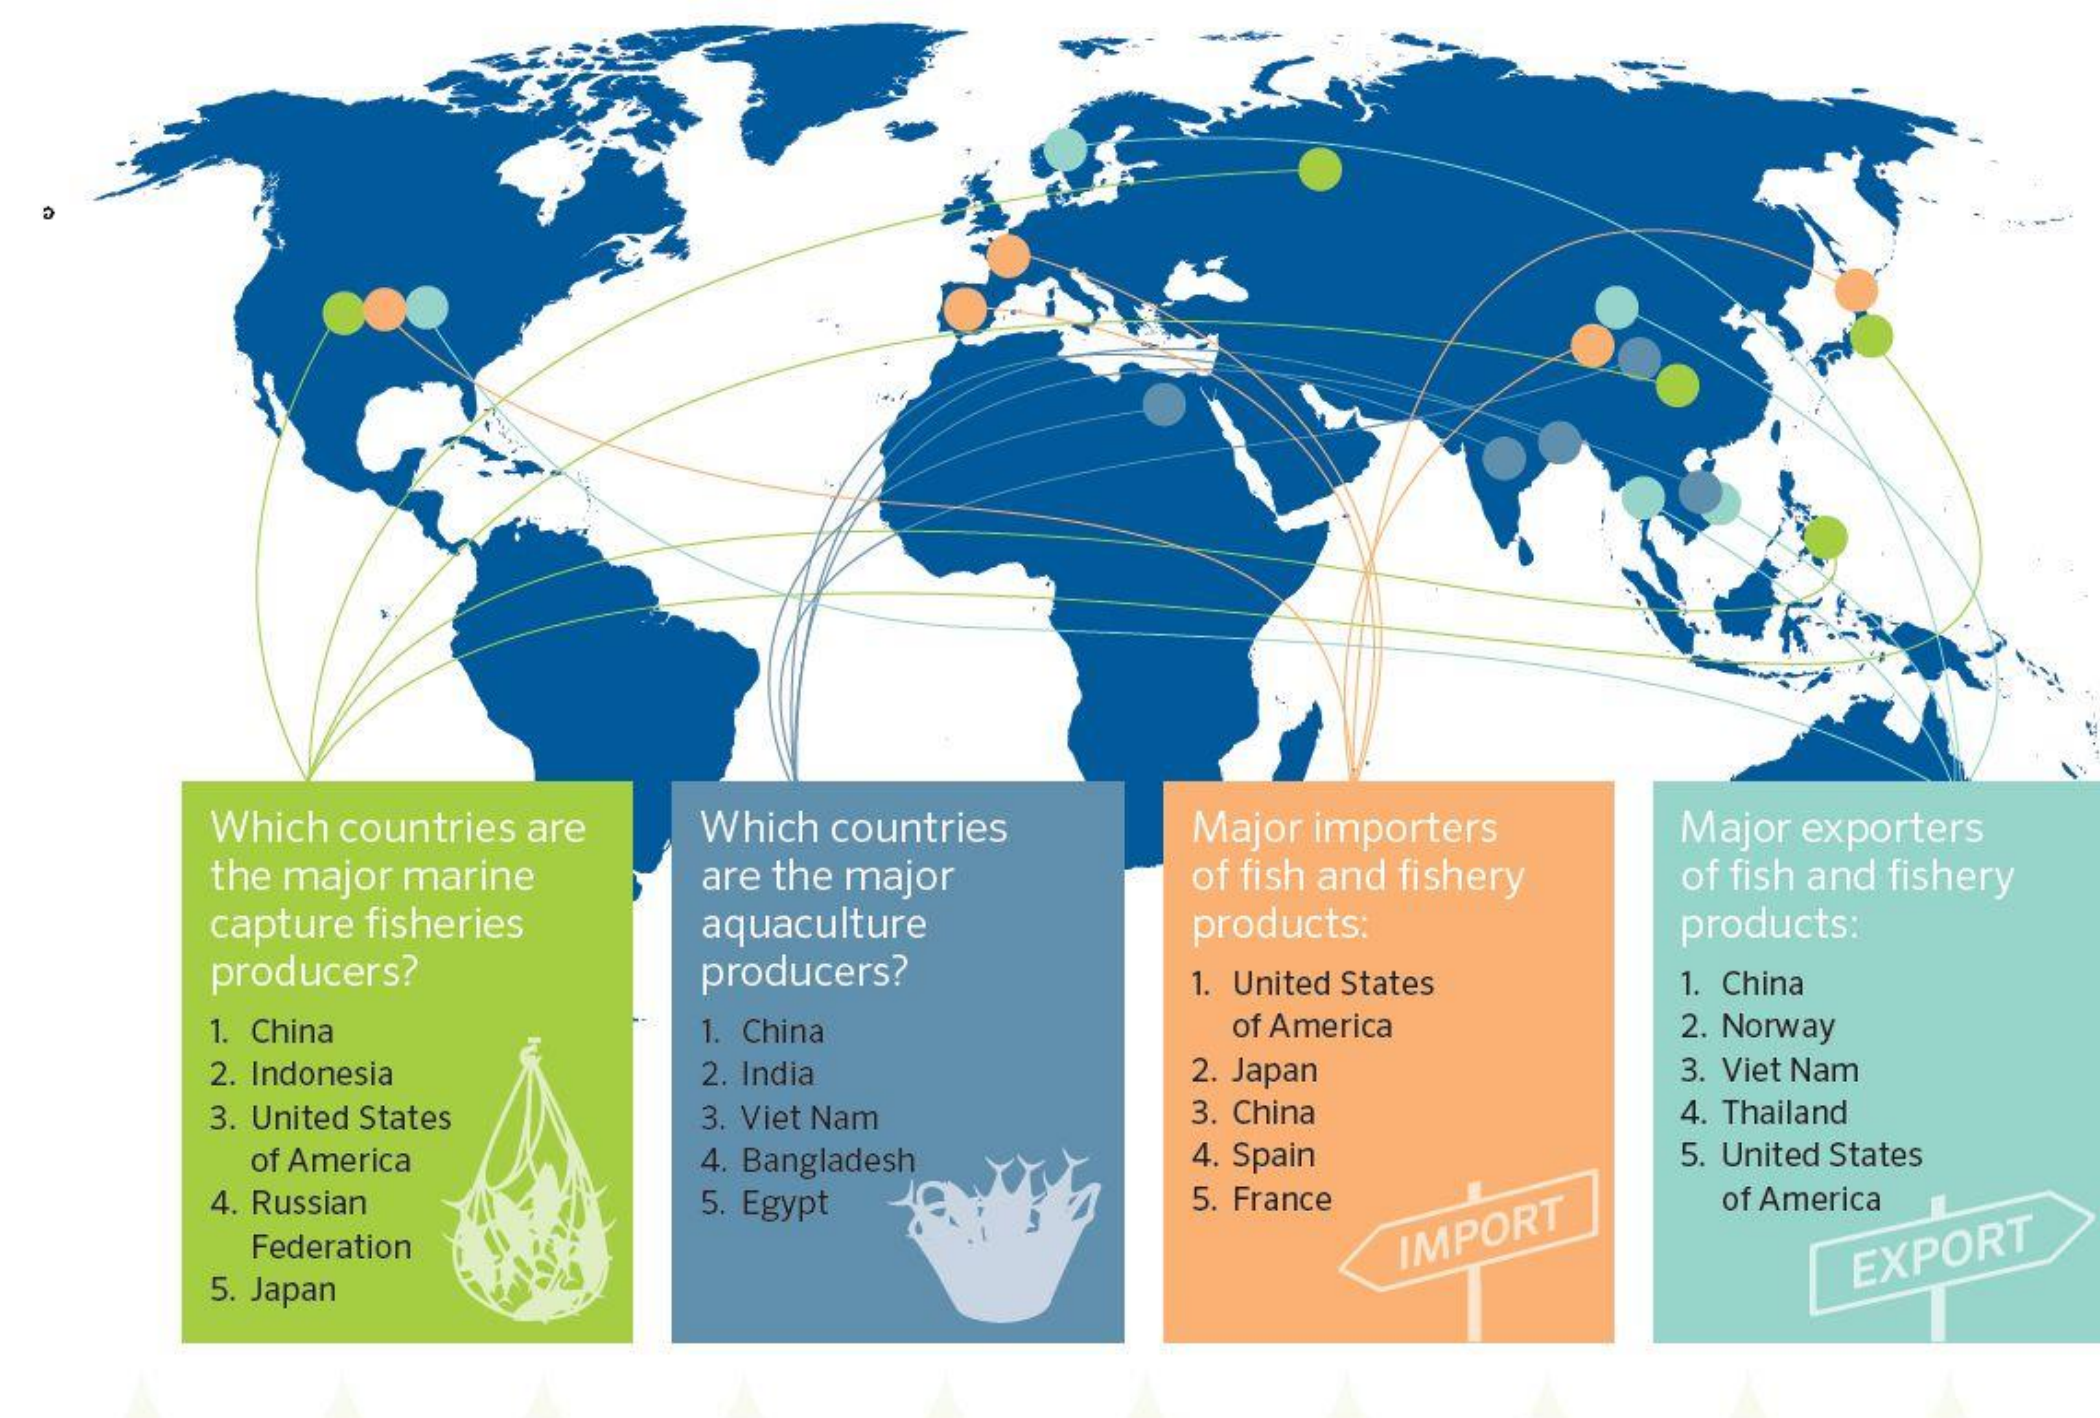 Which countries are
the major marine
capture fisheries
producers?
1. China
2. Indonesia
3. United States
of America
4. Russian
Federation
5. Japan
Which countries
are the major
aquaculture
producers?
1. China
2. India
3. Viet Nam
4. Bangladesh
5. Egypt
Major importers
of fish and fishery
products:
1. United States
of America
2. Japan
3. China
4. Spain
5. France
IMPORT
Major exporters
of fish and fishery
products:
1. China
2. Norway
3. Viet Nam
4. Thailand
5. United States
of America
EXPORT